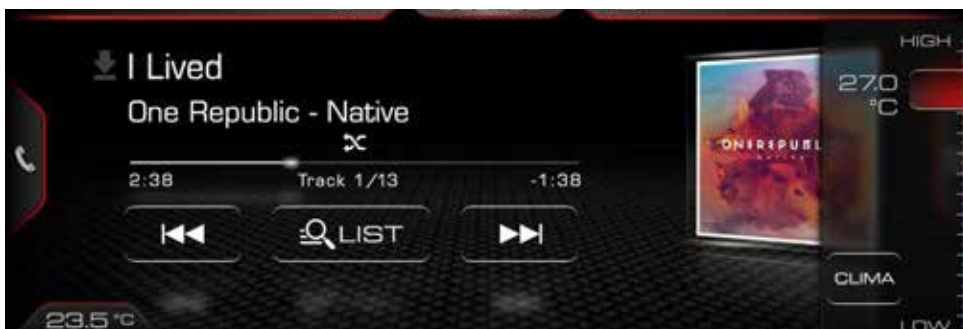 I Lived
One Republic - Native
2:38 Track 1/13 -1:38
LIST
ONEREPUBL
NATIVE
HIGH
27.0
°C
CLIMA
LOW
23.5 °C